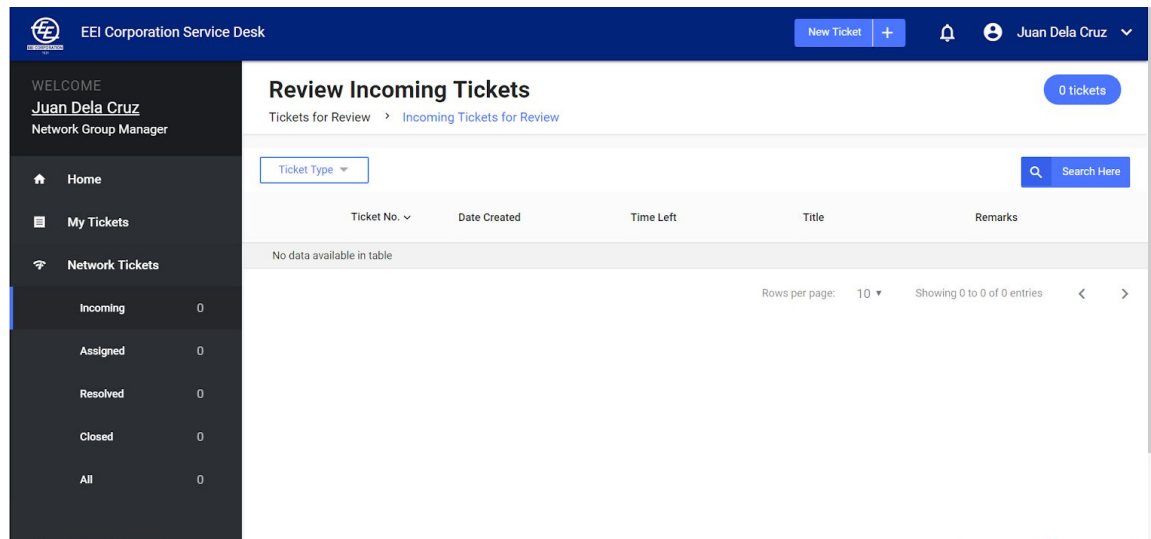 EEI Corporation Service Desk
New Ticket +
Juan Dela Cruz
WELCOME
Juan Dela Cruz
Network Group Manager
Home
My Tickets
Network Tickets
Incoming 0
Assigned 0
Resolved 0
Closed 0
All 0
Review Incoming Tickets
0 tickets
Tickets for Review > Incoming Tickets for Review
Ticket Type
Search Here
Ticket No. Date Created Time Left Title Remarks
No data available in table
Rows per page: 10 Showing 0 to 0 of 0 entries < >